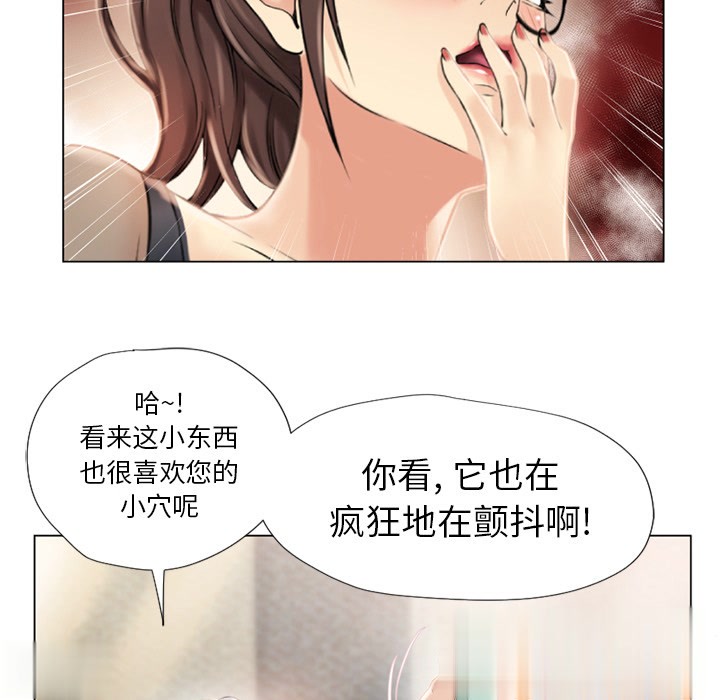 哈~!
看来这小东西
也很喜欢您的
小穴呢
你看, 它也在
疯狂地在颤抖啊!